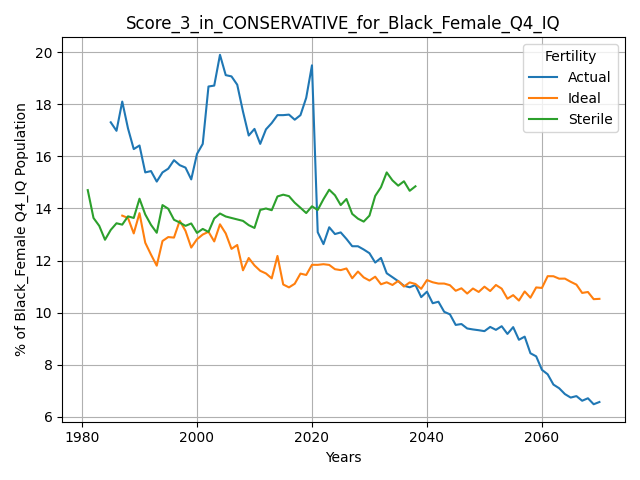 Score_3_in_CONSERVATIVE_for_Black_Female_Q4_IQ
% of Black_Female Q4_IQ Population
20
18
16
14
12
10
8
6
Fertility
Actual
Ideal
Sterile
1980 2000 2020 2040 2060
Years